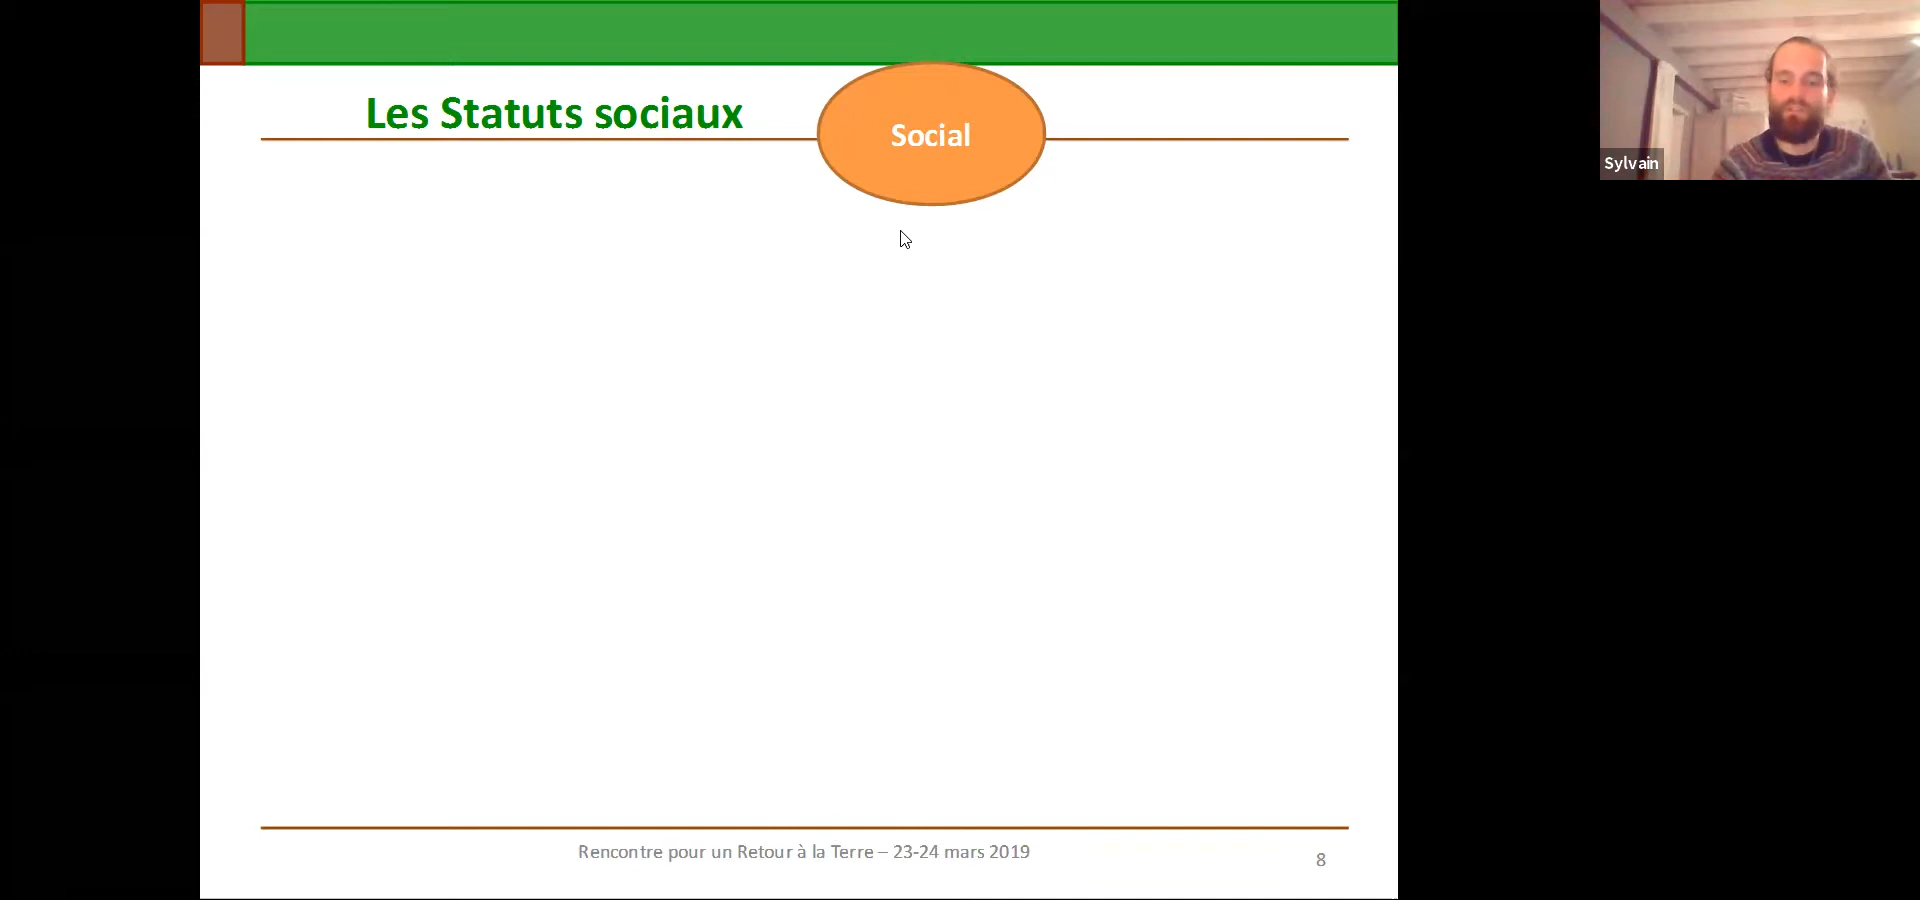 Les Statuts sociaux
Social
Sylvain
Rencontre pour un Retour à la Terre – 23-24 mars 2019
8